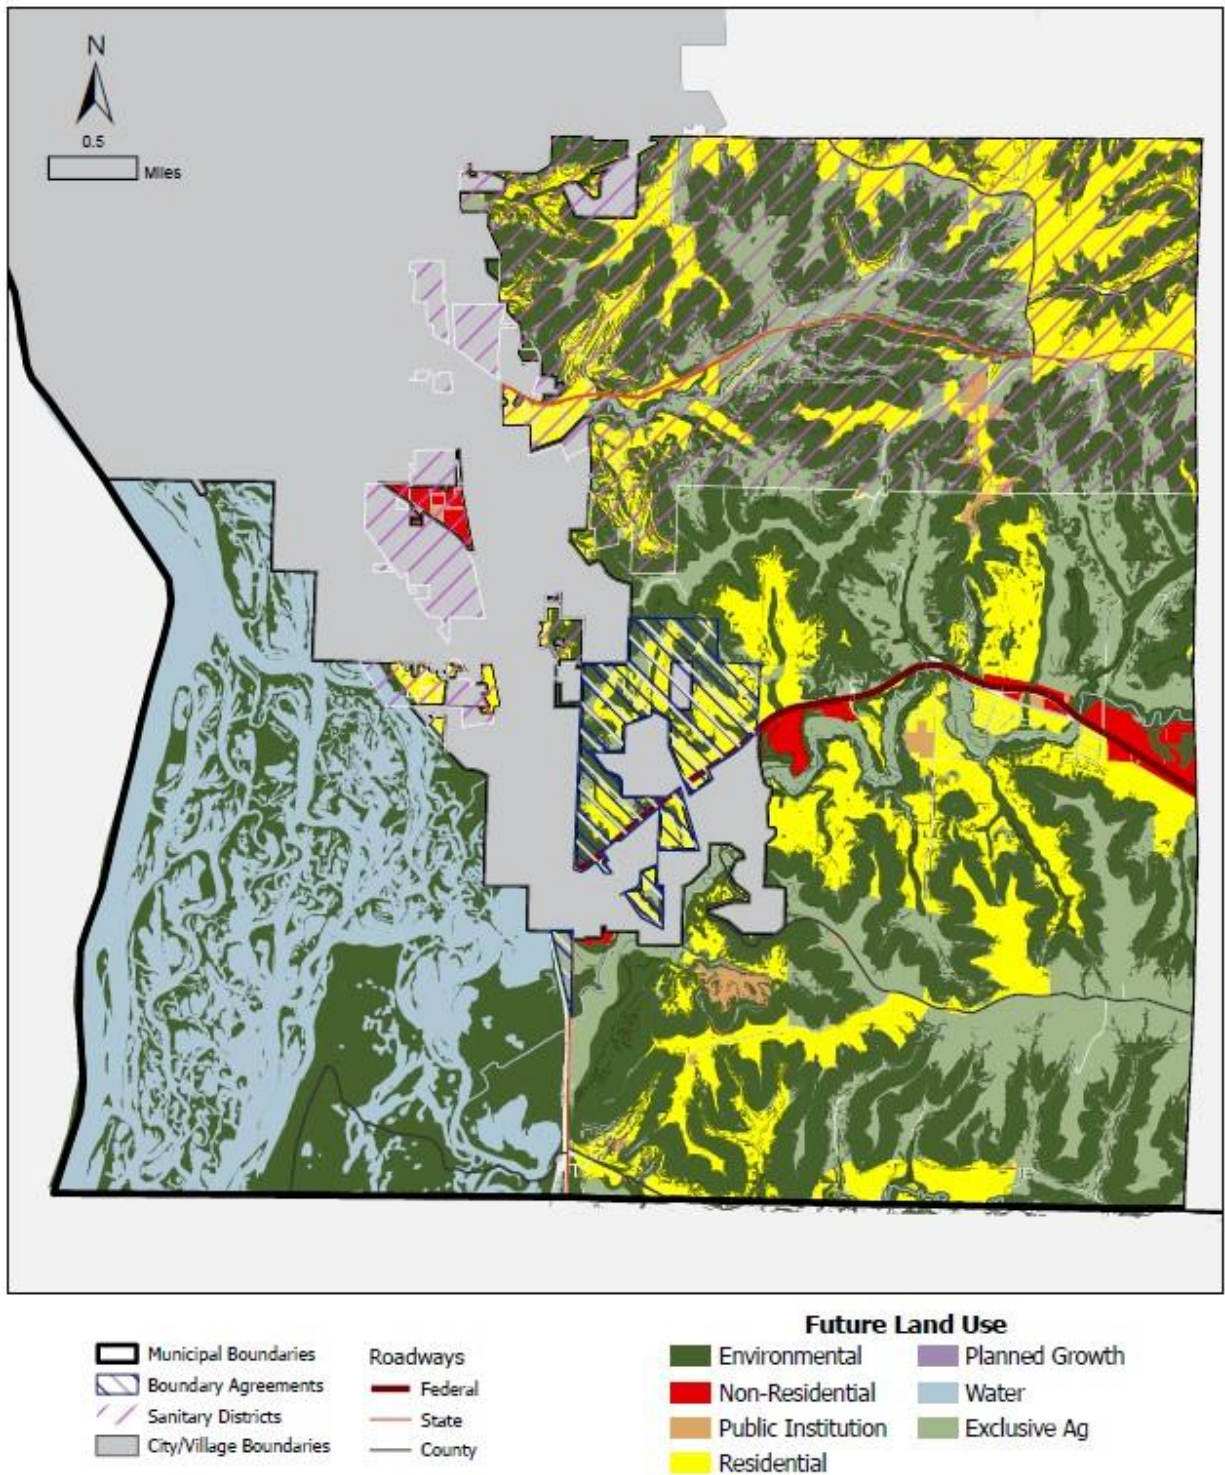 N
0.5
Miles
Future Land Use
Municipal Boundaries
Boundary Agreements
Sanitary Districts
City/Village Boundaries
Roadways
Federal
State
County
Environmental
Non-Residential
Public Institution
Residential
Planned Growth
Water
Exclusive Ag